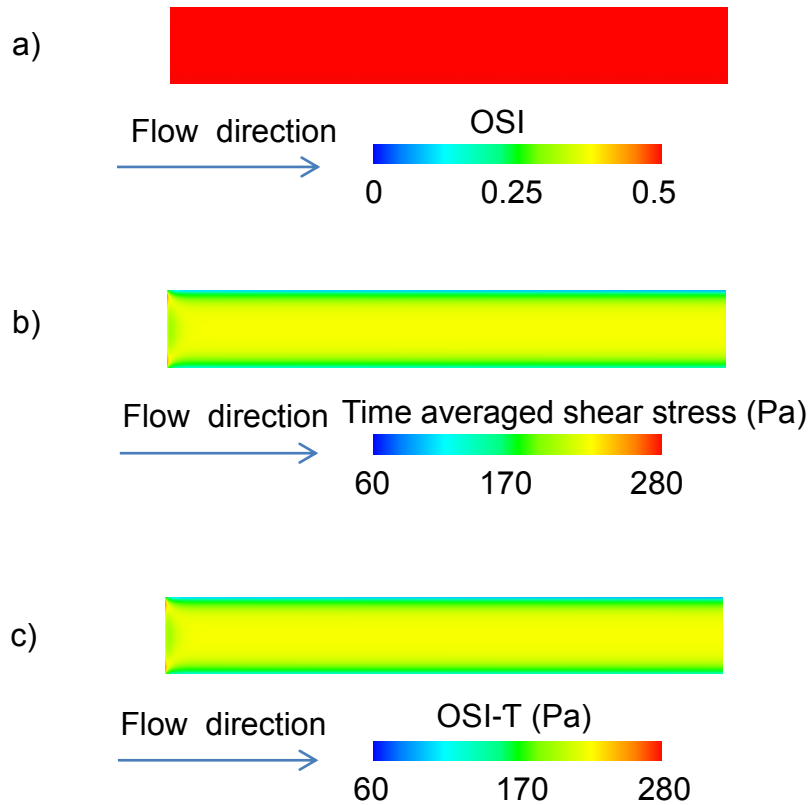 a)
Flow direction
OSI
0 0.25 0.5
b)
Flow direction
Time averaged shear stress (Pa)
60 170 280
c)
Flow direction
OSI-T (Pa)
60 170 280